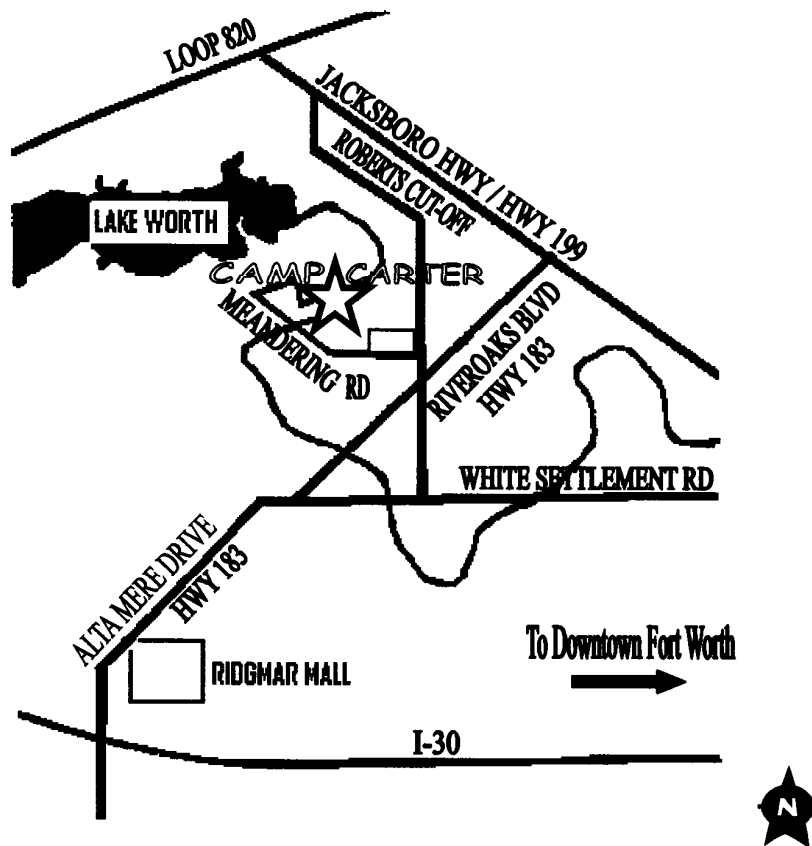 LOOP 820
JACKSBORO HWY / HWY 199
ROBERTS CUT-OFF
LAKE WORTH
CAMP CARTER
MEANDERING RD
RIVEROAKS BLVD
HWY 183
WHITE SETTLEMENT RD
ALTA MERE DRIVE
HWY 183
To Downtown Fort Worth
RIDGMAR MALL
I-30
N